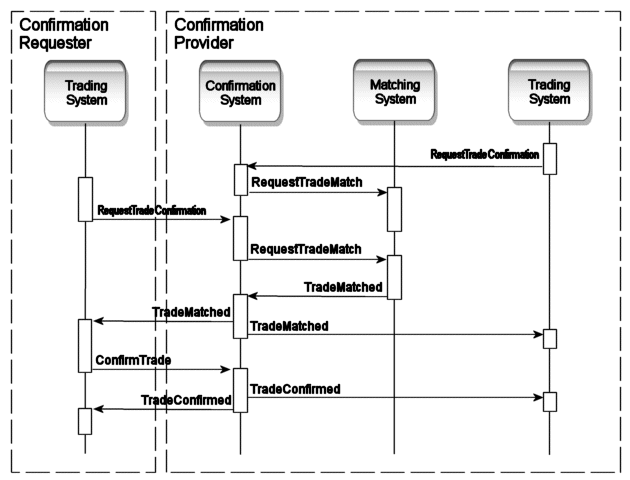 Confirmation
Requester
Confirmation
Provider
Trading
System
Confirmation
System
Matching
System
Trading
System
RequestTradeConfirmation
RequestTradeMatch
RequestTradeConfirmation
RequestTradeMatch
TradeMatched
TradeMatched
TradeMatched
ConfirmTrade
TradeConfirmed
TradeConfirmed